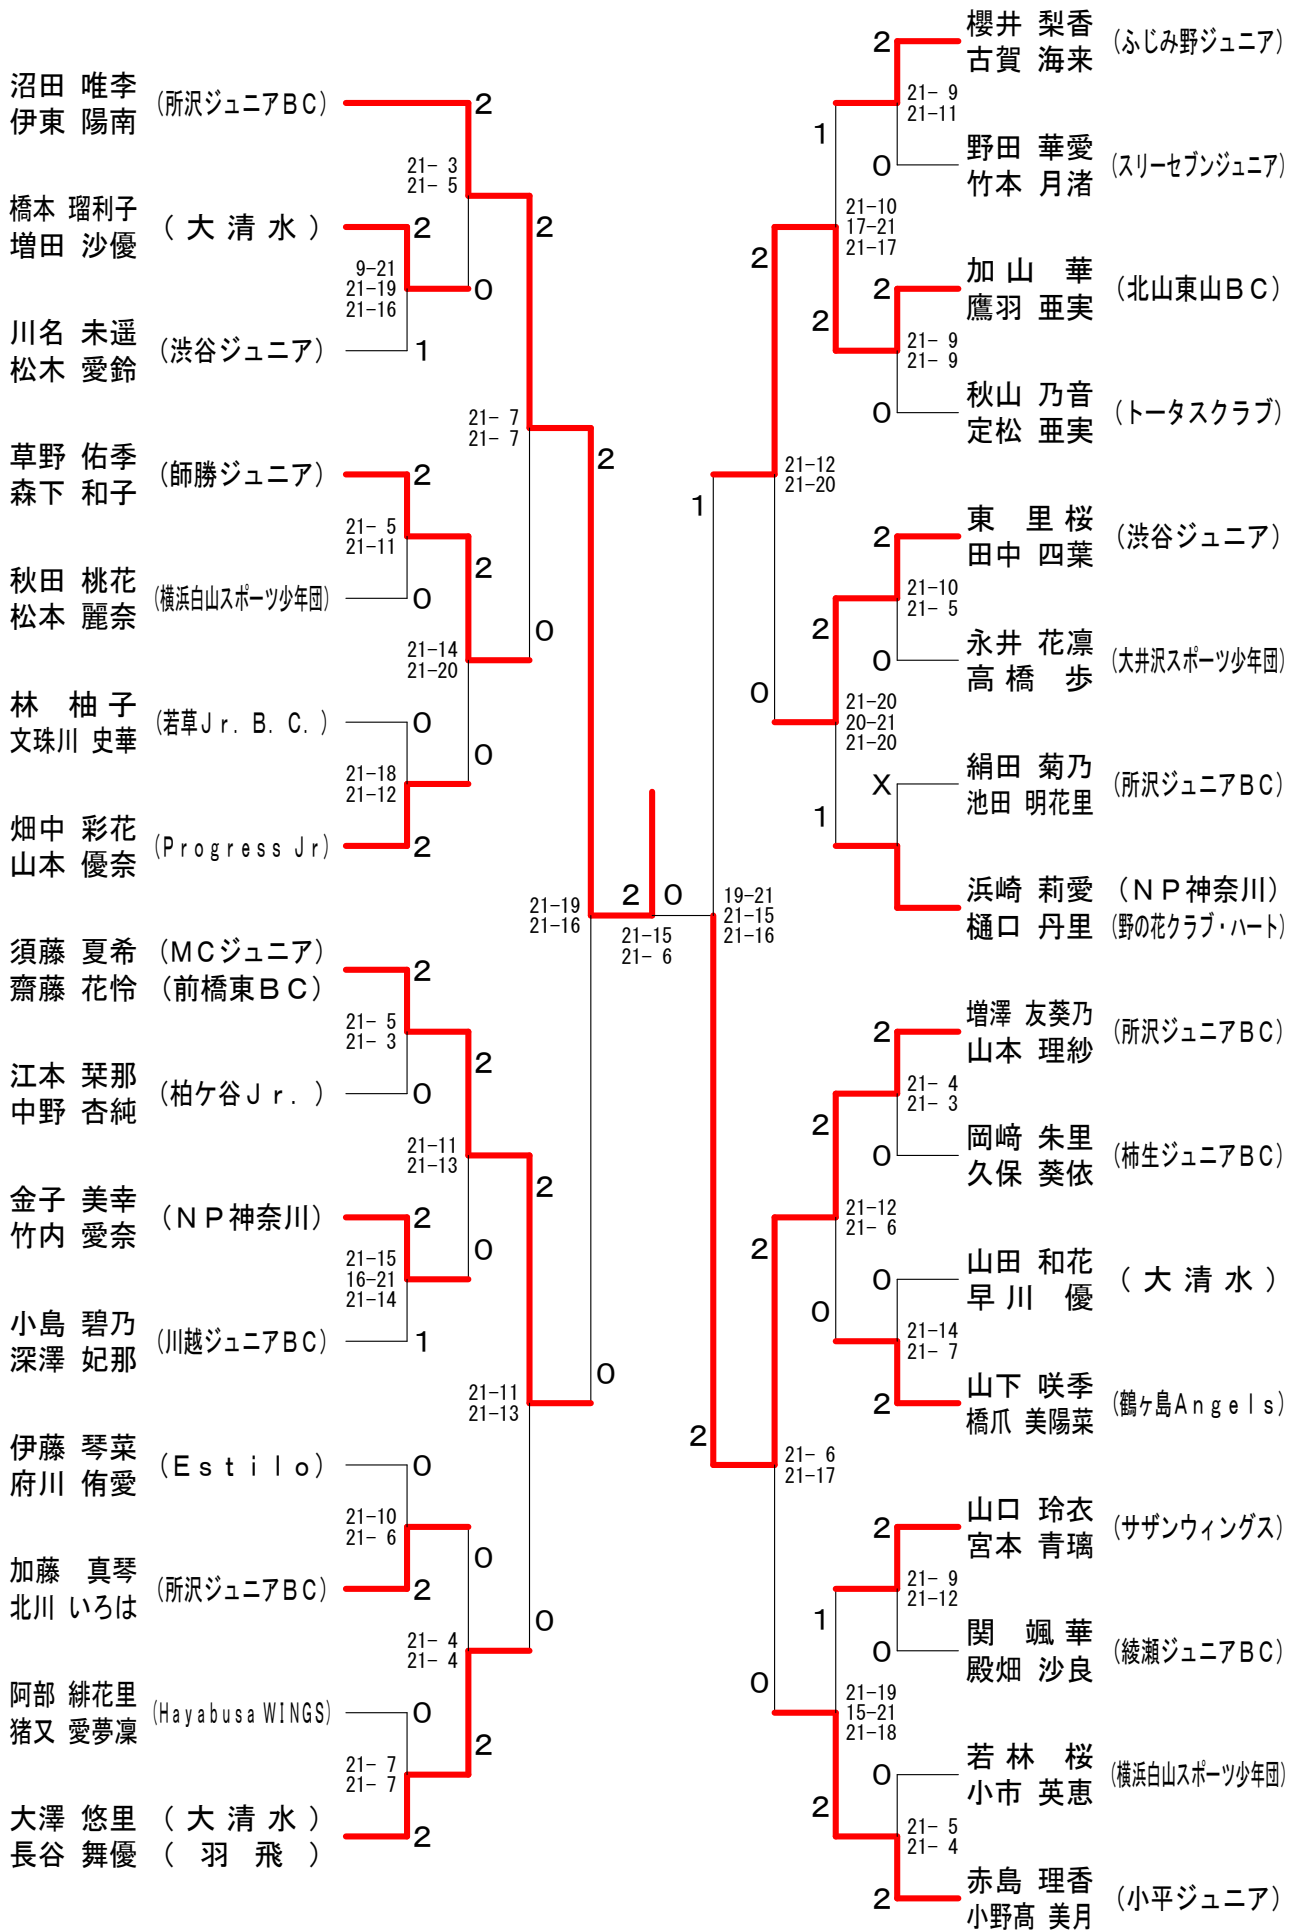 沼田 唯李 (所沢ジュニアBC) 2
伊東 陽南
21- 3
21- 5
2
橋本 瑠利子 (大清水) 2
増田 沙優
9-21
21-19
21-16
0
川名 未遥 (渋谷ジュニア) 1
松木 愛鈴
21- 7
21- 7
2
草野 佑季 (師勝ジュニア) 2
森下 和子
21- 5
21-11
2
秋田 桃花 (横浜白山スポーツ少年団) 0
松本 麗奈
21-14
21-20
0
林 柚子 (若草Jr. B. C. ) 0
文珠川 史華
21-18
21-12
0
畑中 彩花 (Progress Jr) 2
山本 優奈
21-19
21-16
須藤 夏希 (MCジュニア) 2
齋藤 花怜 (前橋東BC)
21- 5
21- 3
2
江本 栞那 (柏ケ谷Jr. ) 0
中野 杏純
21-11
21-13
2
金子 美幸 (NP神奈川) 2
竹内 愛奈
21-15
16-21
21-14
0
小島 碧乃 (川越ジュニアBC) 1
深澤 妃那
21-11
21-13
0
伊藤 琴菜 (Estilo) 0
府川 侑愛
21-10
21- 6
0
加藤 真琴 (所沢ジュニアBC) 2
北川 いろは
21- 4
21- 4
0
阿部 緋花里 (Hayabusa WINGS) 0
猪又 愛夢凜
21- 7
21- 7
2
大澤 悠里 (大清水) 2
長谷 舞優 (羽飛)
2 0
21-15
21- 6
2 櫻井 梨香 (ふじみ野ジュニア)
古賀 海来
21- 9
21-11
1
0 野田 華愛 (スリーセブンジュニア)
竹本 月渚
21-10
17-21
21-17
2
2 加山 華 (北山東山BC)
鷹羽 亜実
2
21- 9
21- 9
0 秋山 乃音 (トータスクラブ)
定松 亜実
21-12
21-20
1
2 東 里桜 (渋谷ジュニア)
田中 四葉
21-10
21- 5
2
0 永井 花凛 (大井沢スポーツ少年団)
高橋 歩
0
21-20
20-21
21-20
X 絹田 菊乃 (所沢ジュニアBC)
池田 明花里
1
浜崎 莉愛 (NP神奈川)
樋口 丹里 (野の花クラブ・ハート)
19-21
21-15
21-16
2 増澤 友葵乃 (所沢ジュニアBC)
山本 理紗
21- 4
21- 3
2
0 岡﨑 朱里 (柿生ジュニアBC)
久保 葵依
21-12
21- 6
2
0 山田 和花 (大清水)
早川 優
0
21-14
21- 7
2 山下 咲季 (鶴ヶ島Angels)
橋爪 美陽菜
2
21- 6
21-17
2 山口 玲衣 (サザンウィングス)
宮本 青璃
21- 9
21-12
1
0 関 颯華 (綾瀬ジュニアBC)
殿畑 沙良
0
21-19
15-21
21-18
0 若林 桜 (横浜白山スポーツ少年団)
小市 英恵
2
21- 5
21- 4
2 赤島 理香 (小平ジュニア)
小野髙 美月